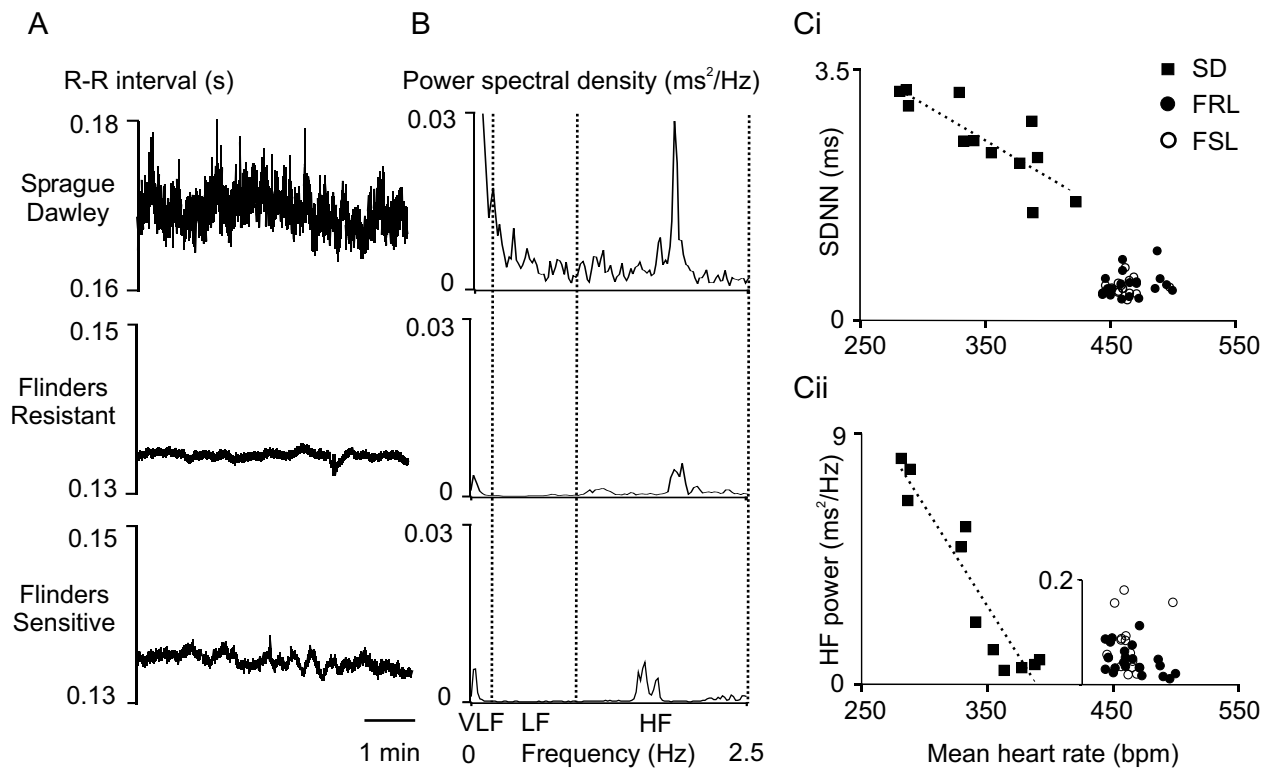 A
R-R interval (s)
0.18
Sprague
Dawley
0.16
0.15
Flinders
Resistant
0.13
0.15
Flinders
Sensitive
0.13
1 min
B
Power spectral density (ms²/Hz)
0.03
0
0.03
0
0.03
0
VLF LF HF
0 Frequency (Hz) 2.5
Ci
3.5
SD
FRL
FSL
SDNN (ms)
0
250 350 450 550
Cii
9
HF power (ms²/Hz)
0.2
0
250 350 450 550
Mean heart rate (bpm)